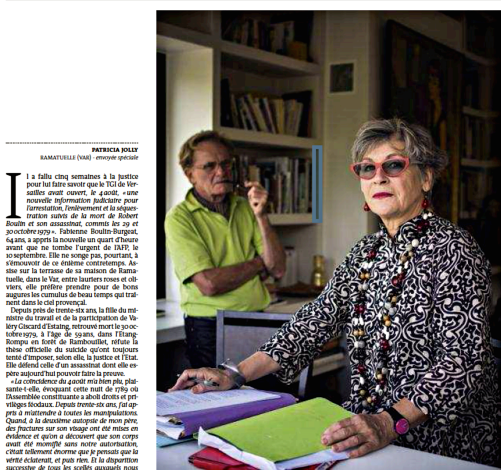 PATRICIA JOLLY
RAMATUELLE (VAR) - envoyée spéciale
Il a fallu cinq semaines à la justice
pour lui faire savoir que le TGI de Ver-
sailles avait ouvert, le 4 août, « une
nouvelle information judiciaire pour
l'arrestation, l'enlèvement et la séques-
tration suivis de la mort de Robert
Boulin et son assassinat, commis les 29 et
30 octobre 1979 ». Fabienne Boulin-Burgeat,
64 ans, a appris la nouvelle un quart d'heure
avant que ne tombe l'urgent de l'AFP, le
10 septembre. Elle ne songe pas, pourtant, à
s'émouvoir de ce énième contretemps. As-
sise sur la terrasse de sa maison de Rama-
tuelle, dans le Var, entre lauriers roses et oli-
viers, elle préfère prendre pour de bons
augures les cumulus de beau temps qui traî-
nent dans le ciel provençal.
Depuis près de trente-six ans, la fille du mi-
nistre du travail et de la participation de Va-
léry Giscard d'Estaing, retrouvé mort le 30 oc-
tobre 1979, à l'âge de 59 ans, dans l'Etang-
Rompu en forêt de Rambouillet, réfute la
thèse officielle du suicide qu'ont toujours
tenté d'imposer, selon elle, la justice et l'Etat.
Elle défend celle d'un assassinat dont elle es-
père aujourd'hui pouvoir faire la preuve.
« La coïncidence du 4 août m'a bien plu, plai-
sante-t-elle, évoquant cette nuit de 1789 où
l'Assemblée constituante a aboli droits et pri-
vilèges féodaux. Depuis trente-six ans, j'ai ap-
pris à m'attendre à toutes les manipulations.
Quand, à la deuxième autopsie de mon père,
des fractures sur son visage ont été mises en
évidence et qu'on a découvert que son corps
avait été momifié sans notre autorisation,
c'était tellement énorme que je pensais que la
vérité éclaterait, et puis rien. Et la disparition
successive de tous les scellés auxquels nous